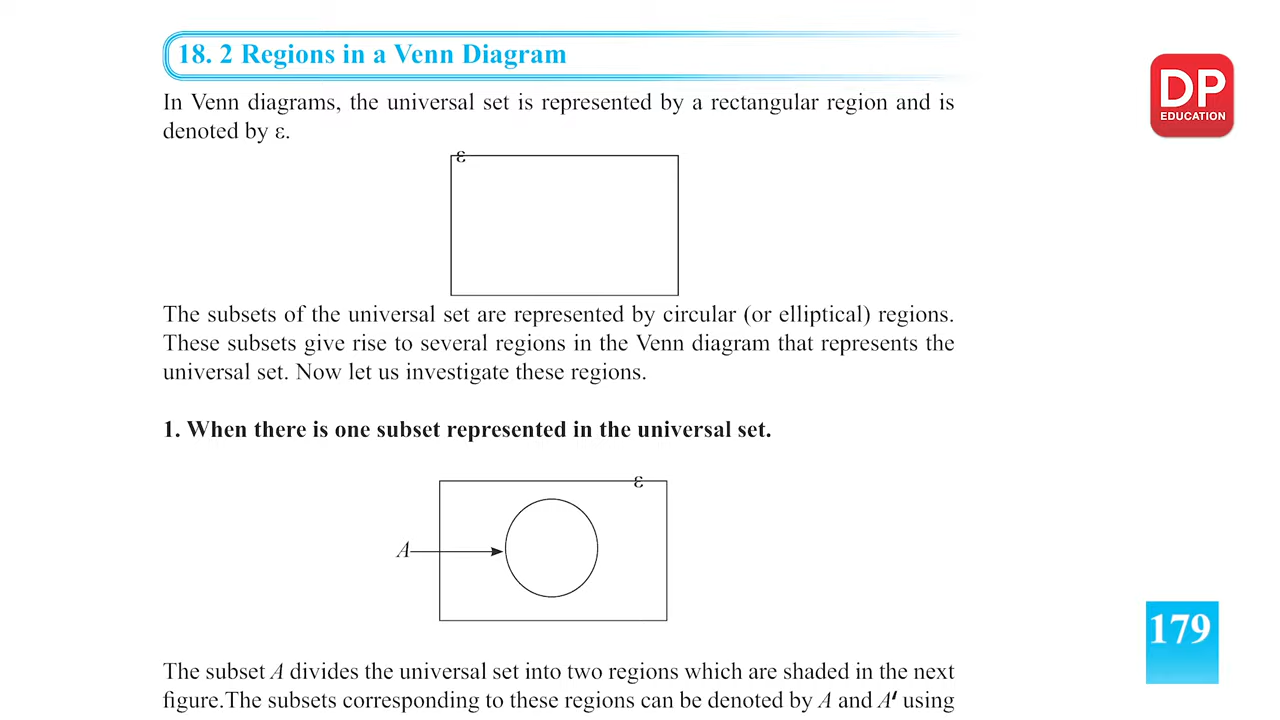 18. 2 Regions in a Venn Diagram
In Venn diagrams, the universal set is represented by a rectangular region and is
denoted by ε.
ε
The subsets of the universal set are represented by circular (or elliptical) regions.
These subsets give rise to several regions in the Venn diagram that represents the
universal set. Now let us investigate these regions.
1. When there is one subset represented in the universal set.
ε
A
The subset A divides the universal set into two regions which are shaded in the next
figure.The subsets corresponding to these regions can be denoted by A and A′ using
DP
EDUCATION
179